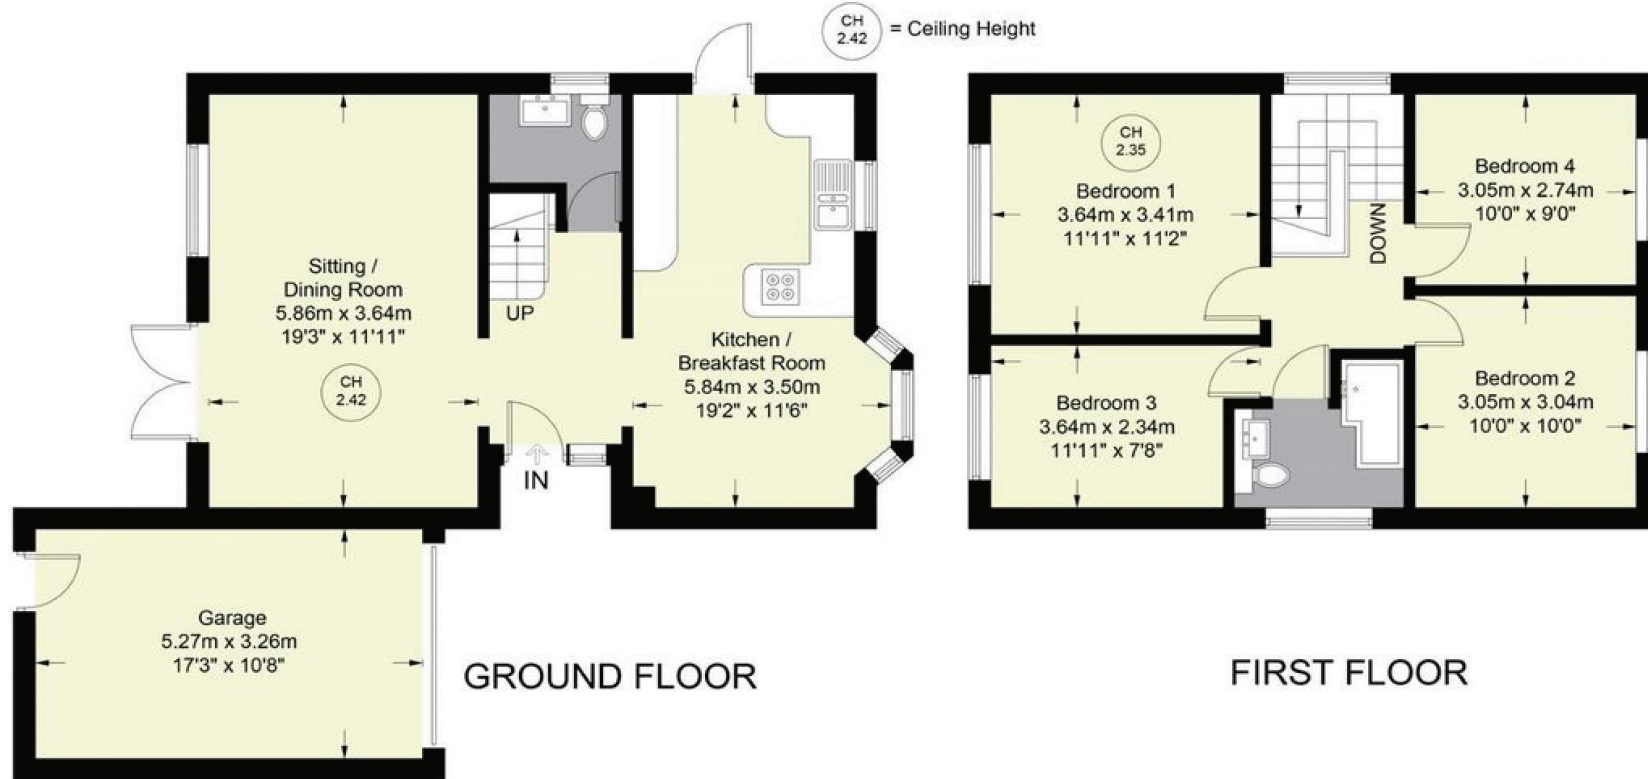 CH
2.42
= Ceiling Height
Sitting /
Dining Room
5.86m x 3.64m
19'3" x 11'11"
CH
2.42
UP
IN
Kitchen /
Breakfast Room
5.84m x 3.50m
19'2" x 11'6"
Garage
5.27m x 3.26m
17'3" x 10'8"
GROUND FLOOR
CH
2.35
Bedroom 1
3.64m x 3.41m
11'11" x 11'2"
DOWN
Bedroom 4
3.05m x 2.74m
10'0" x 9'0"
Bedroom 3
3.64m x 2.34m
11'11" x 7'8"
Bedroom 2
3.05m x 3.04m
10'0" x 10'0"
FIRST FLOOR